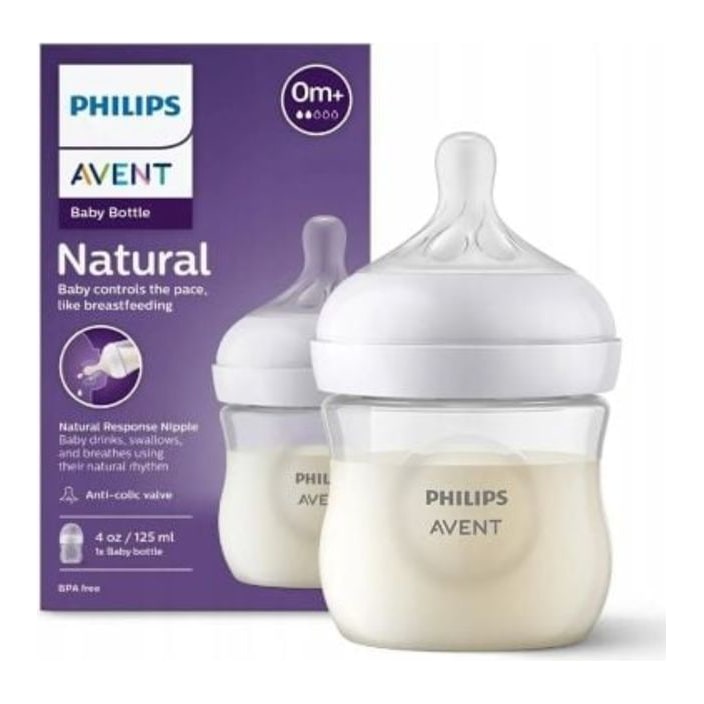 PHILIPS
AVENT
Baby Bottle
0m+
Natural
Baby controls the pace,
like breastfeeding
Natural Response Nipple
Baby drinks, swallows,
and breathes using
their natural rhythm
Anti-colic valve
4 oz / 125 ml
1x Baby bottle
BPA free
PHIL
AVE
PHILIPS
AVENT